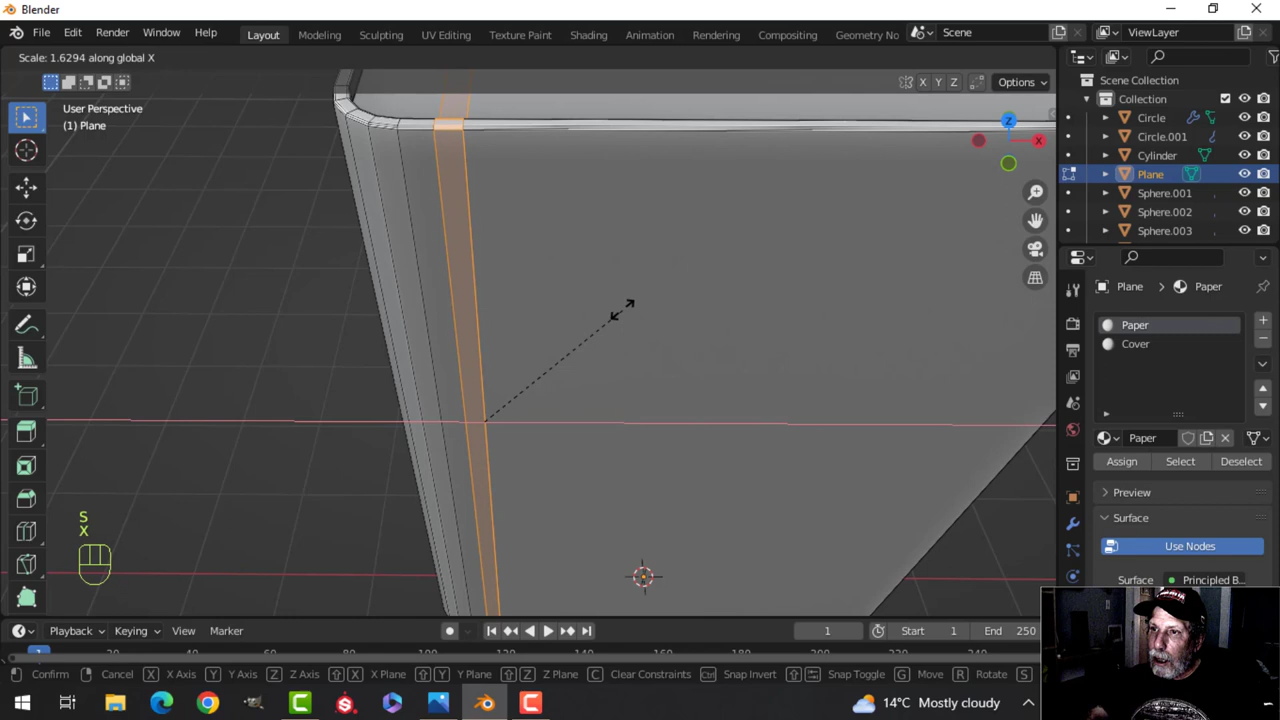 Blender
File Edit Render Window Help Layout Modeling Sculpting UV Editing Texture Paint Shading Animation Rendering Compositing Geometry No Scene ViewLayer
Scale: 1.6294 along global X
X Y Z Options
User Perspective
(1) Plane
Z
X
Scene Collection
Collection
Circle
Circle.001
Cylinder
Plane
Sphere.001
Sphere.002
Sphere.003
Plane > Paper
Paper
Cover
Paper
Assign Select Deselect
Preview
Surface
Use Nodes
Surface Principled B...
S
X
Playback Keying View Marker 1 Start 1 End 250
Confirm Cancel X X Axis Y Y Axis Z Z Axis X X Plane Y Y Plane Z Z Plane C Clear Constraints Ctrl Snap Invert Snap Toggle G Move R Rotate S
14°C Mostly cloudy